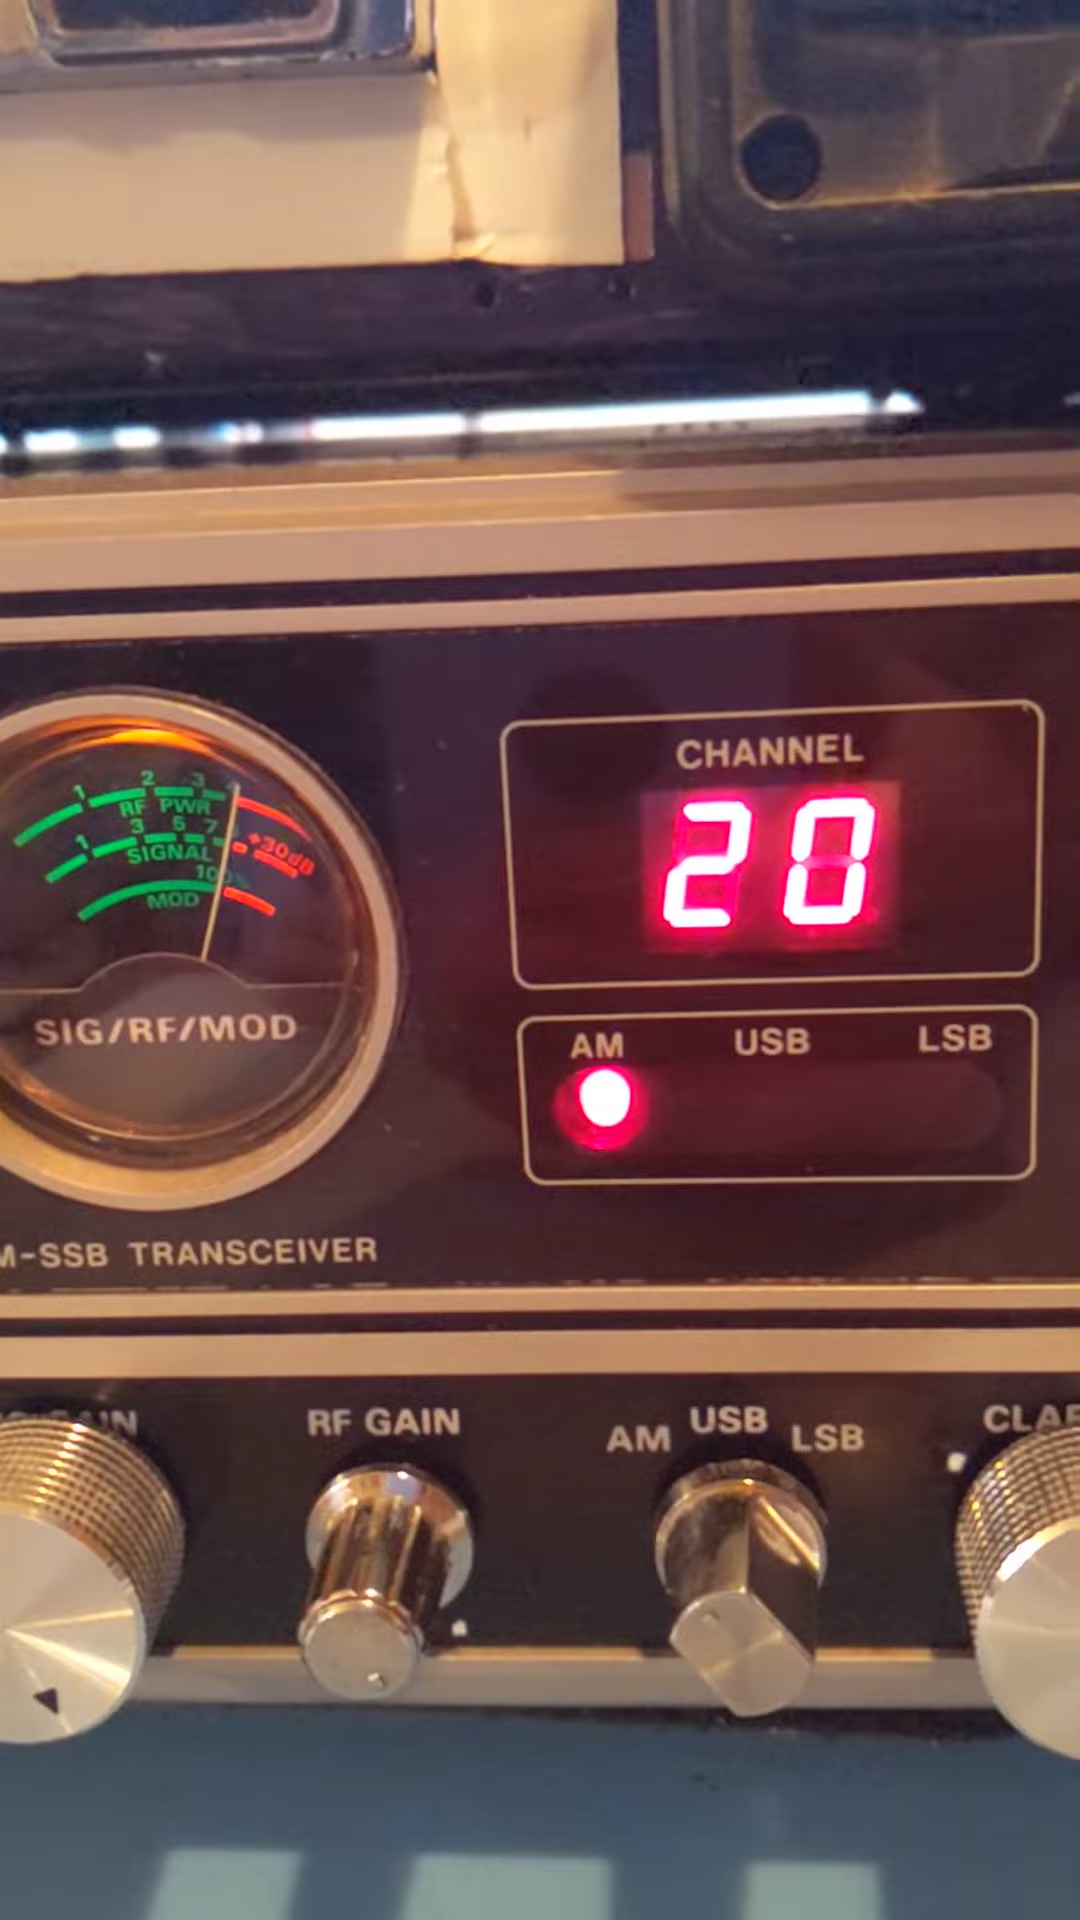 CHANNEL
20
1 2 3 4
RF PWR
1 3 5 7 +30dB
SIGNAL
100%
MOD
SIG/RF/MOD
AM USB LSB
M-SSB TRANSCEIVER
RF GAIN
AM USB LSB
CLAR